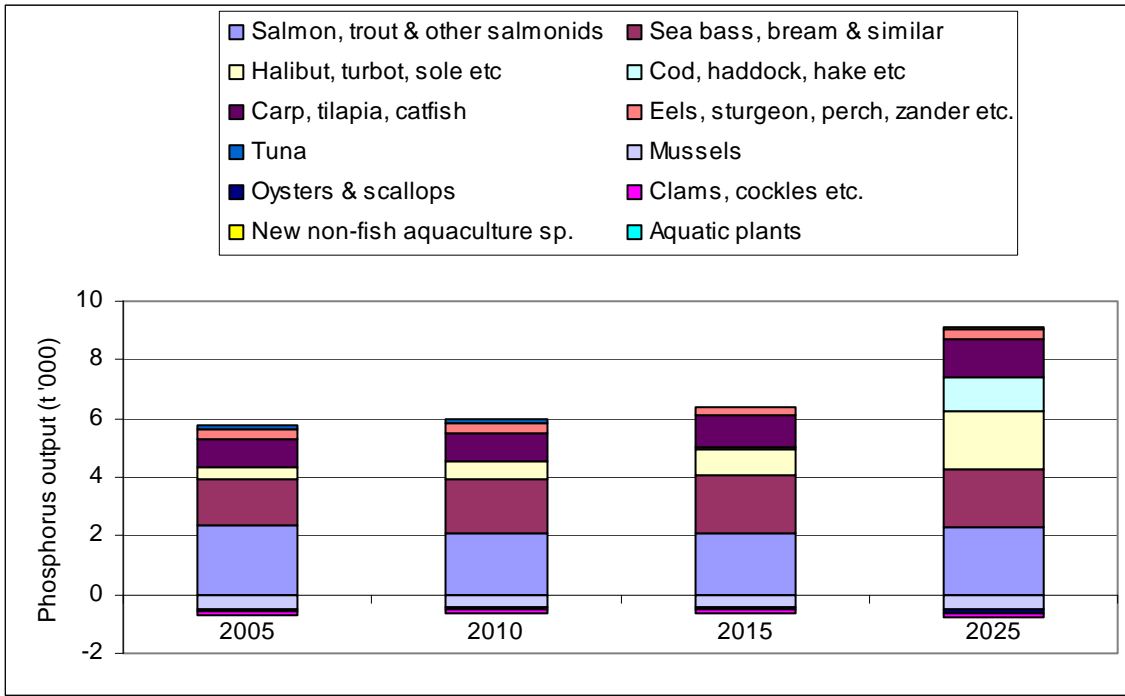 Salmon, trout & other salmonids Sea bass, bream & similar
Halibut, turbot, sole etc Cod, haddock, hake etc
Carp, tilapia, catfish Eels, sturgeon, perch, zander etc.
Tuna Mussels
Oysters & scallops Clams, cockles etc.
New non-fish aquaculture sp. Aquatic plants
Phosphorus output (t '000)
10
8
6
4
2
0
-2
2005 2010 2015 2025